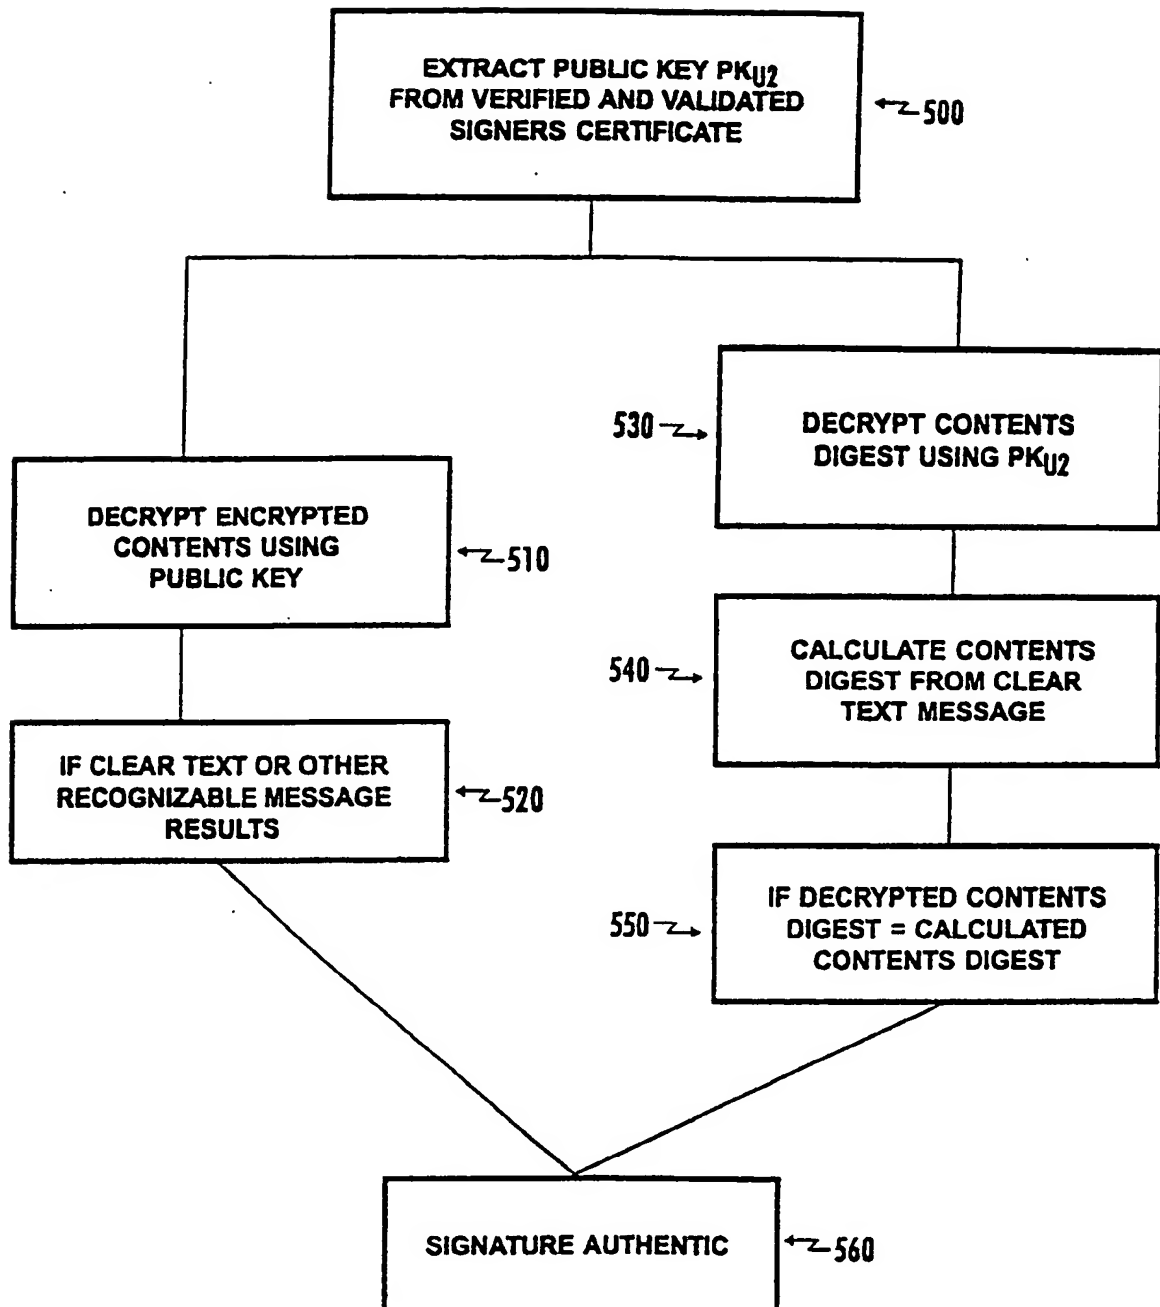 EXTRACT PUBLIC KEY PKU2
FROM VERIFIED AND VALIDATED
SIGNERS CERTIFICATE
500
530
DECRYPT CONTENTS
DIGEST USING PKU2
DECRYPT ENCRYPTED
CONTENTS USING
PUBLIC KEY
510
540
CALCULATE CONTENTS
DIGEST FROM CLEAR
TEXT MESSAGE
IF CLEAR TEXT OR OTHER
RECOGNIZABLE MESSAGE
RESULTS
520
550
IF DECRYPTED CONTENTS
DIGEST = CALCULATED
CONTENTS DIGEST
SIGNATURE AUTHENTIC
560